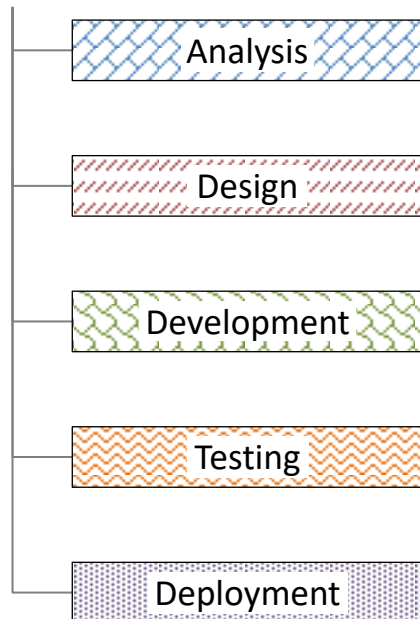 Analysis
Design
Development
Testing
Deployment